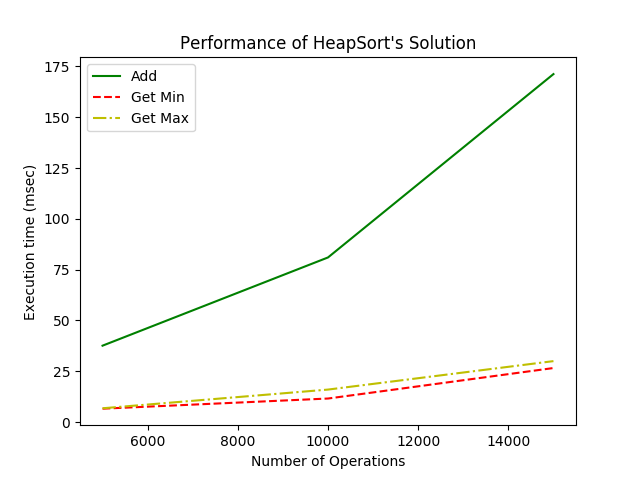 Performance of HeapSort's Solution
Add
Get Min
Get Max
175
150
125
100
75
50
25
0
Execution time (msec)
6000 8000 10000 12000 14000
Number of Operations